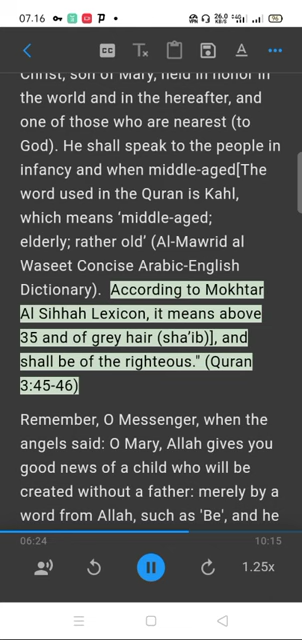 07.16
26.0
KB/S
4G
96
CC
Christ, son of Mary, held in honor in
the world and in the hereafter, and
one of those who are nearest (to
God). He shall speak to the people in
infancy and when middle-aged[The
word used in the Quran is Kahl,
which means 'middle-aged;
elderly; rather old' (Al-Mawrid al
Waseet Concise Arabic-English
Dictionary). According to Mokhtar
Al Sihhah Lexicon, it means above
35 and of grey hair (sha'ib)], and
shall be of the righteous." (Quran
3:45-46)
Remember, O Messenger, when the
angels said: O Mary, Allah gives you
good news of a child who will be
created without a father: merely by a
word from Allah, such as 'Be', and he
06:24
10:15
1.25x